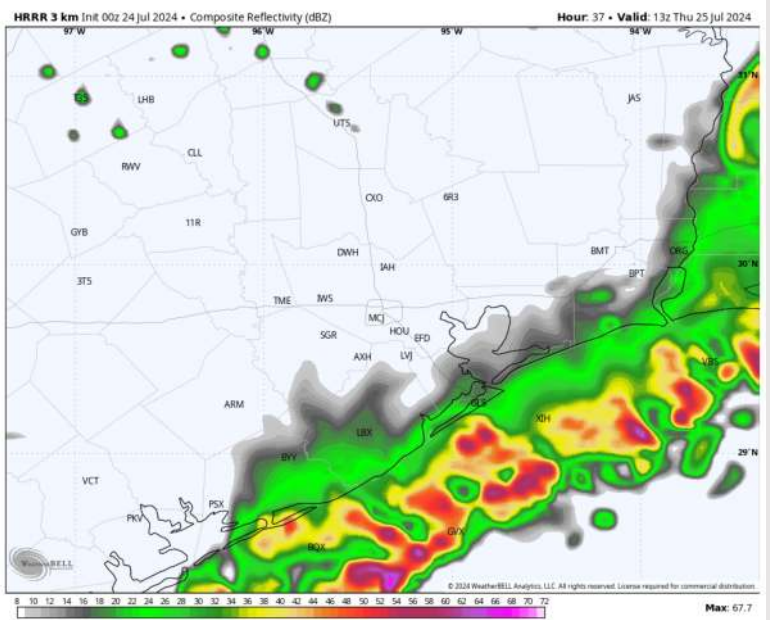 HRRR 3 km Init 00z 24 Jul 2024 • Composite Reflectivity (dBZ) Hour: 37 • Valid: 13z Thu 25 Jul 2024
97°W 96°W 95°W 94°W
31°N
LHB JAS
UTS
CLL
RWV
CXO 6R3
11R
GYB
DWH BMT ORG
IAH 30°N
3T5 BPT
TME IWS
MCJ
SGR HOU EFD
AXH LVJ VBS
ARM GLS XIH
LBX
BYY 29°N
VCT
PSX
PKV
GVX
BQX
WEATHERBELL
© 2024 WeatherBELL Analytics, LLC. All rights reserved. License required for commercial distribution.
8 10 12 14 16 18 20 22 24 26 28 30 32 34 36 38 40 42 44 46 48 50 52 54 56 58 60 62 64 66 68 70 72 Max: 67.7